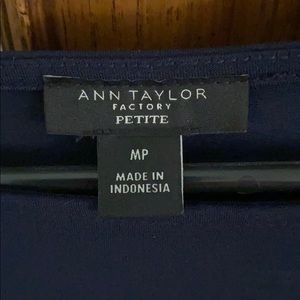 ANN TAYLOR
FACTORY
PETITE
MP
MADE IN
INDONESIA